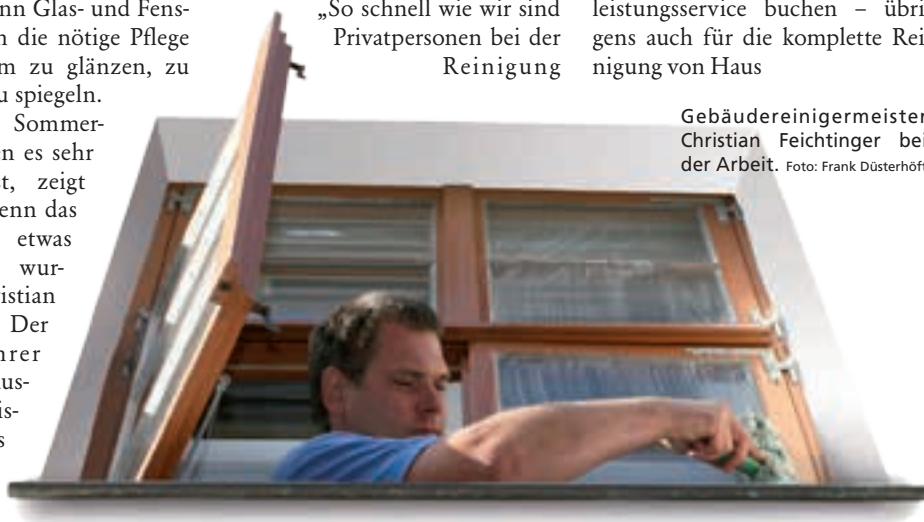 nn Glas- und Fens-
n die nötige Pflege
m zu glänzen, zu
u spiegeln.
Sommer-
en es sehr
st, zeigt
enn das
etwas
wur-
istian
Der
hrer
us-
is-
s
„So schnell wie wir sind
Privatpersonen bei der
Reinigung
leistungsservice buchen – übri
gens auch für die komplette Rei
nigung von Haus
Gebäudereinigermeister
Christian Feichtinger bei
der Arbeit. Foto: Frank Düsterhöft